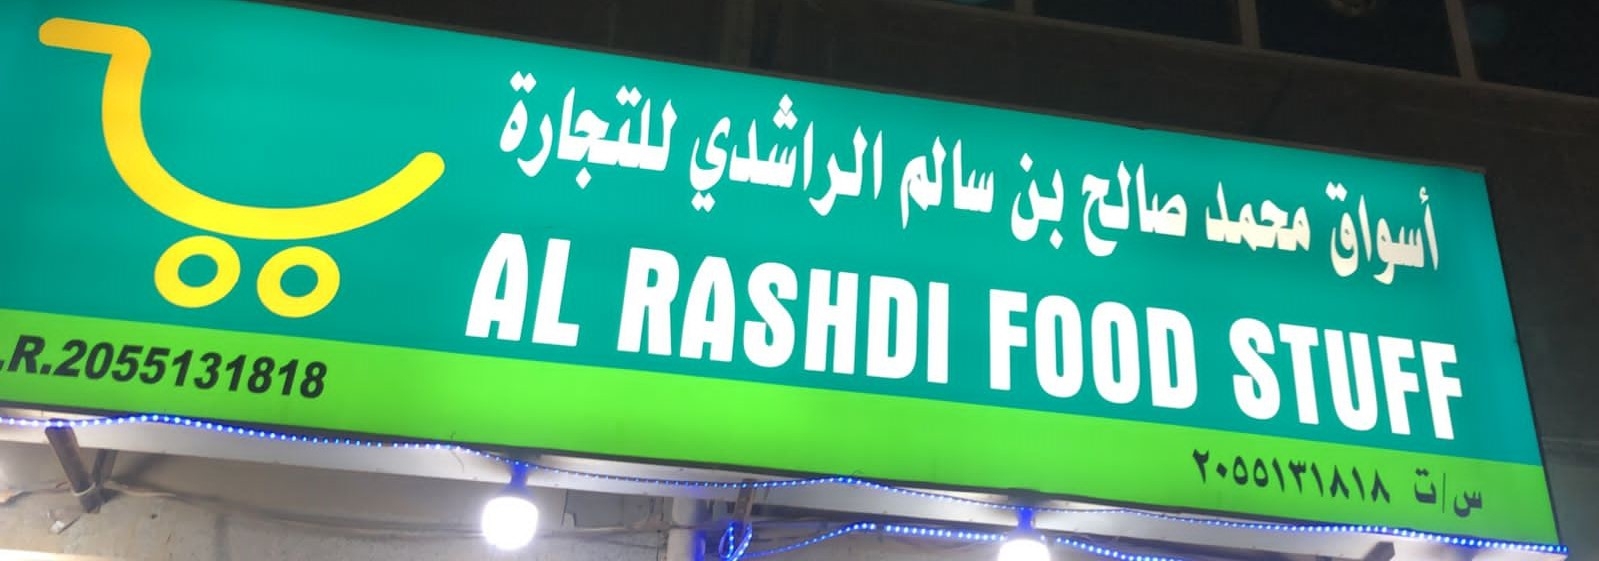 أسواق محمد صالح بن سالم الراشدي للتجارة
AL RASHDI FOOD STUFF
.R.2055131818
س/ت ٢٠٥٥١٣١٨١٨